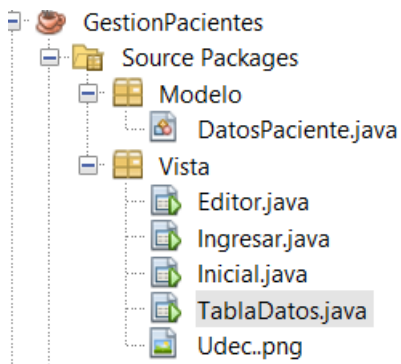 GestionPacientes
Source Packages
Modelo
DatosPaciente.java
Vista
Editor.java
Ingresar.java
Inicial.java
TablaDatos.java
Udec..png